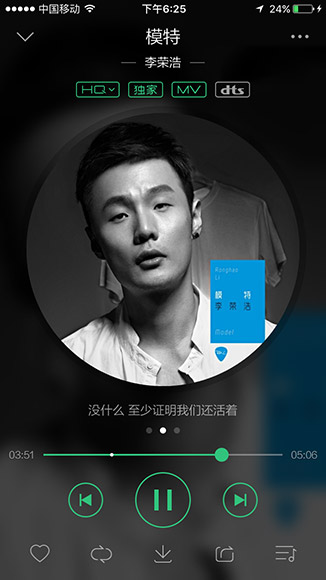 中国移动 下午6:25 24%
模特
李荣浩
HQ 独家 MV dts
Ronghao
Li
模 特
李 荣 浩
Model
没什么 至少证明我们还活着
03:51 05:06